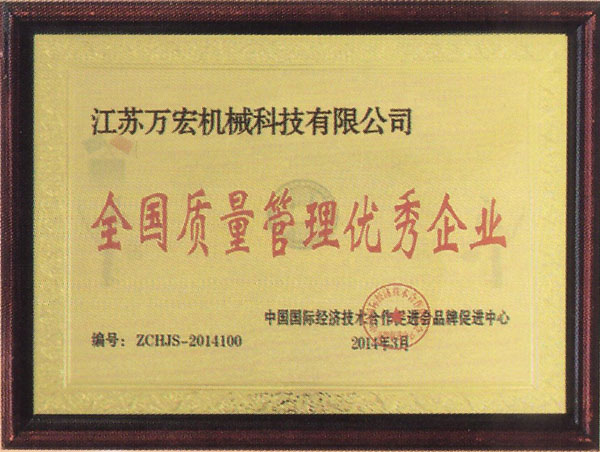 江苏万宏机械科技有限公司
全国质量管理优秀企业
中国国际经济技术合作促进会品牌促进中心
编号：ZCHJS-2014100
2014年3月